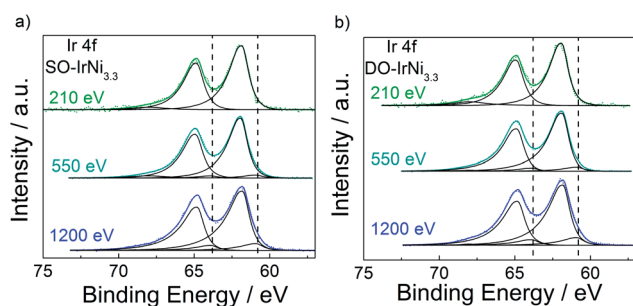 a)
Ir 4f
SO-IrNi3.3
210 eV
550 eV
1200 eV
Intensity / a.u.
75 70 65 60
Binding Energy / eV
b)
Ir 4f
DO-IrNi3.3
210 eV
550 eV
1200 eV
Intensity / a.u.
75 70 65 60
Binding Energy / eV